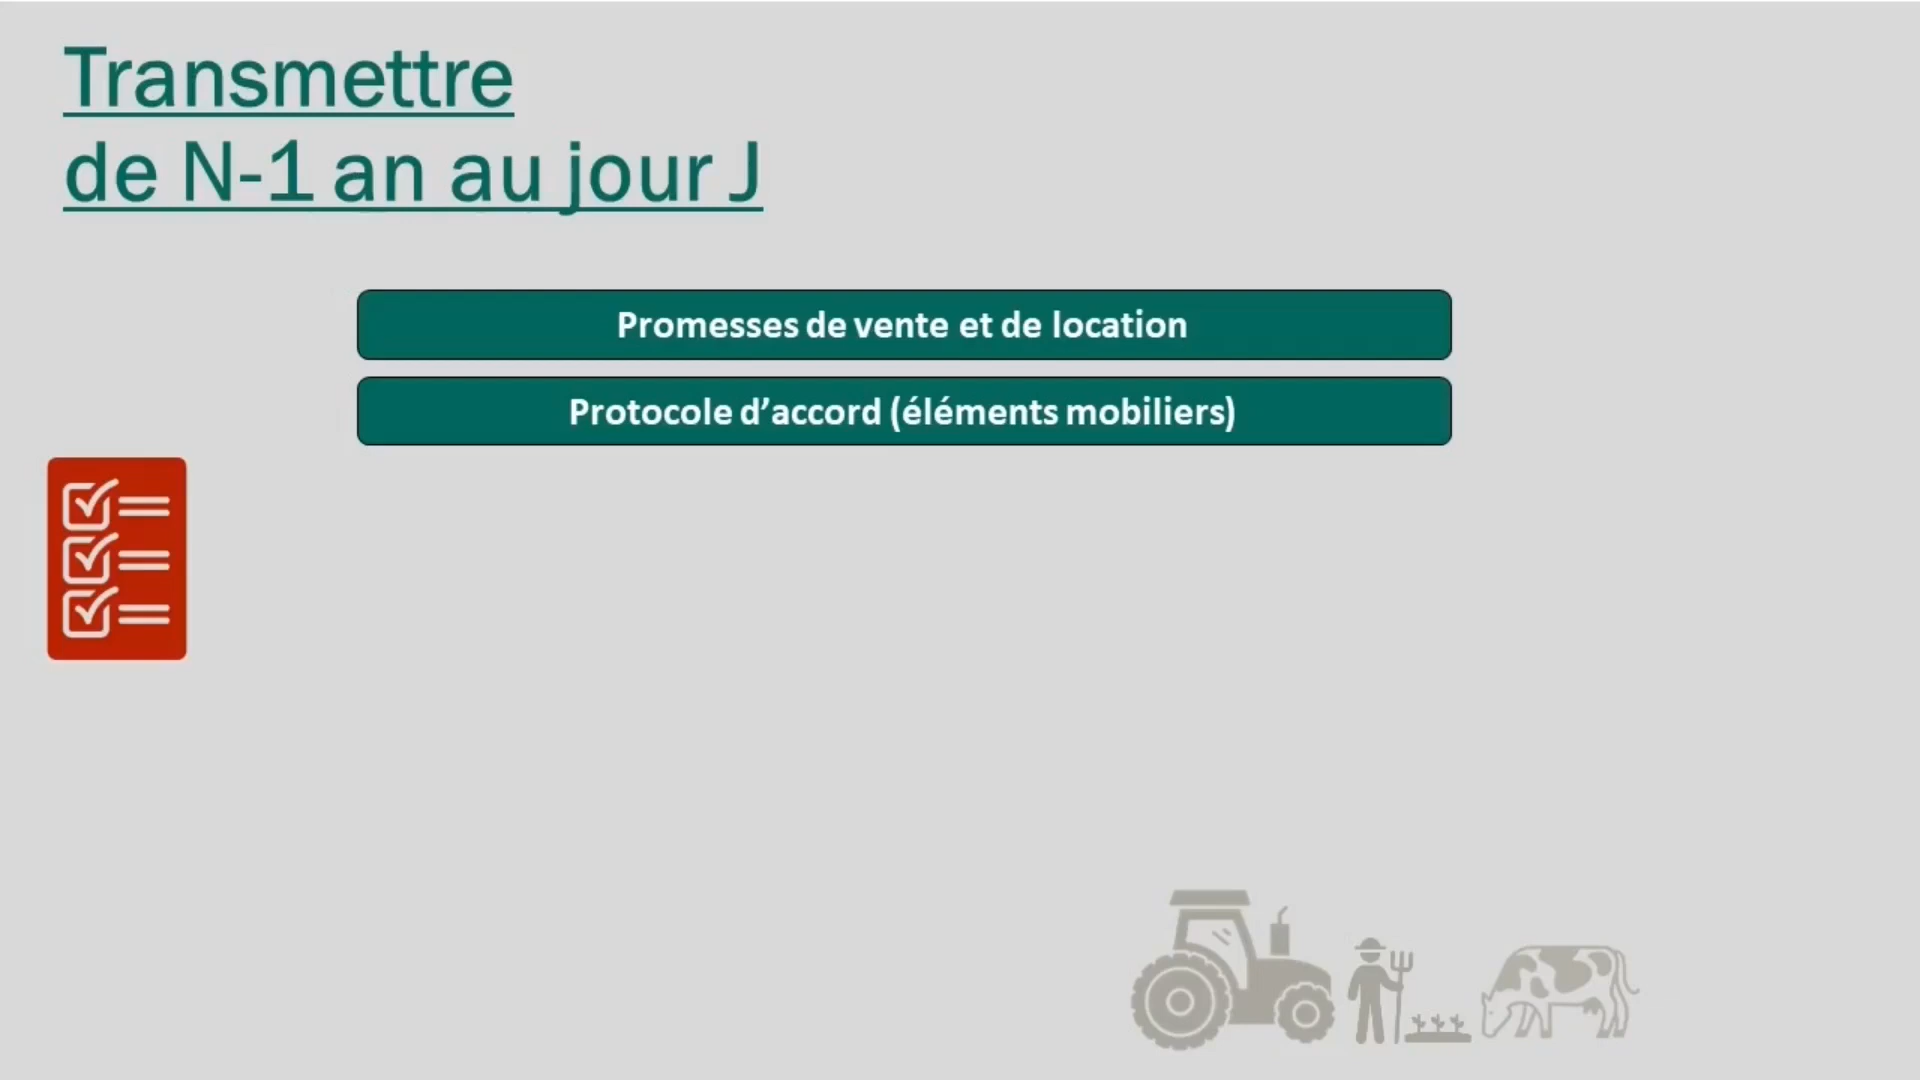 Transmettre
de N-1 an au jour J
Promesses de vente et de location
Protocole d’accord (éléments mobiliers)